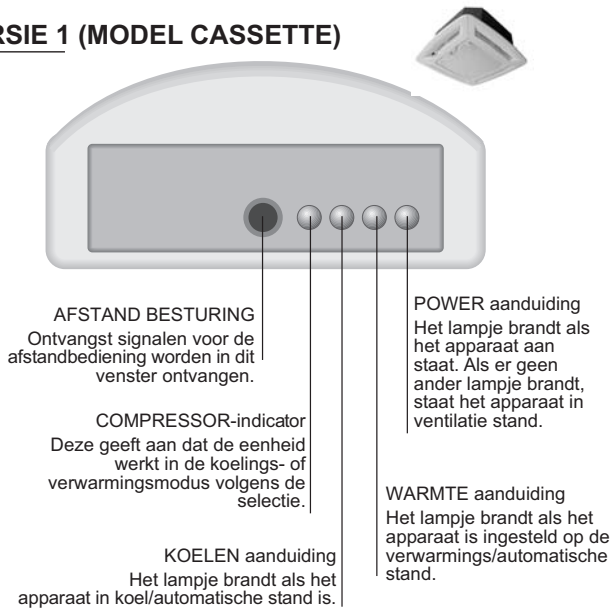 RSIE 1 (MODEL CASSETTE)
AFSTAND BESTURING
Ontvangst signalen voor de
afstandbediening worden in dit
venster ontvangen.
COMPRESSOR-indicator
Deze geeft aan dat de eenheid
werkt in de koelings- of
verwarmingsmodus volgens de
selectie.
KOELEN aanduiding
Het lampje brandt als het
apparaat in koel/automatische stand is.
POWER aanduiding
Het lampje brandt als
het apparaat aan
staat. Als er geen
ander lampje brandt,
staat het apparaat in
ventilatie stand.
WARMTE aanduiding
Het lampje brandt als het
apparaat is ingesteld op de
verwarmings/automatische
stand.